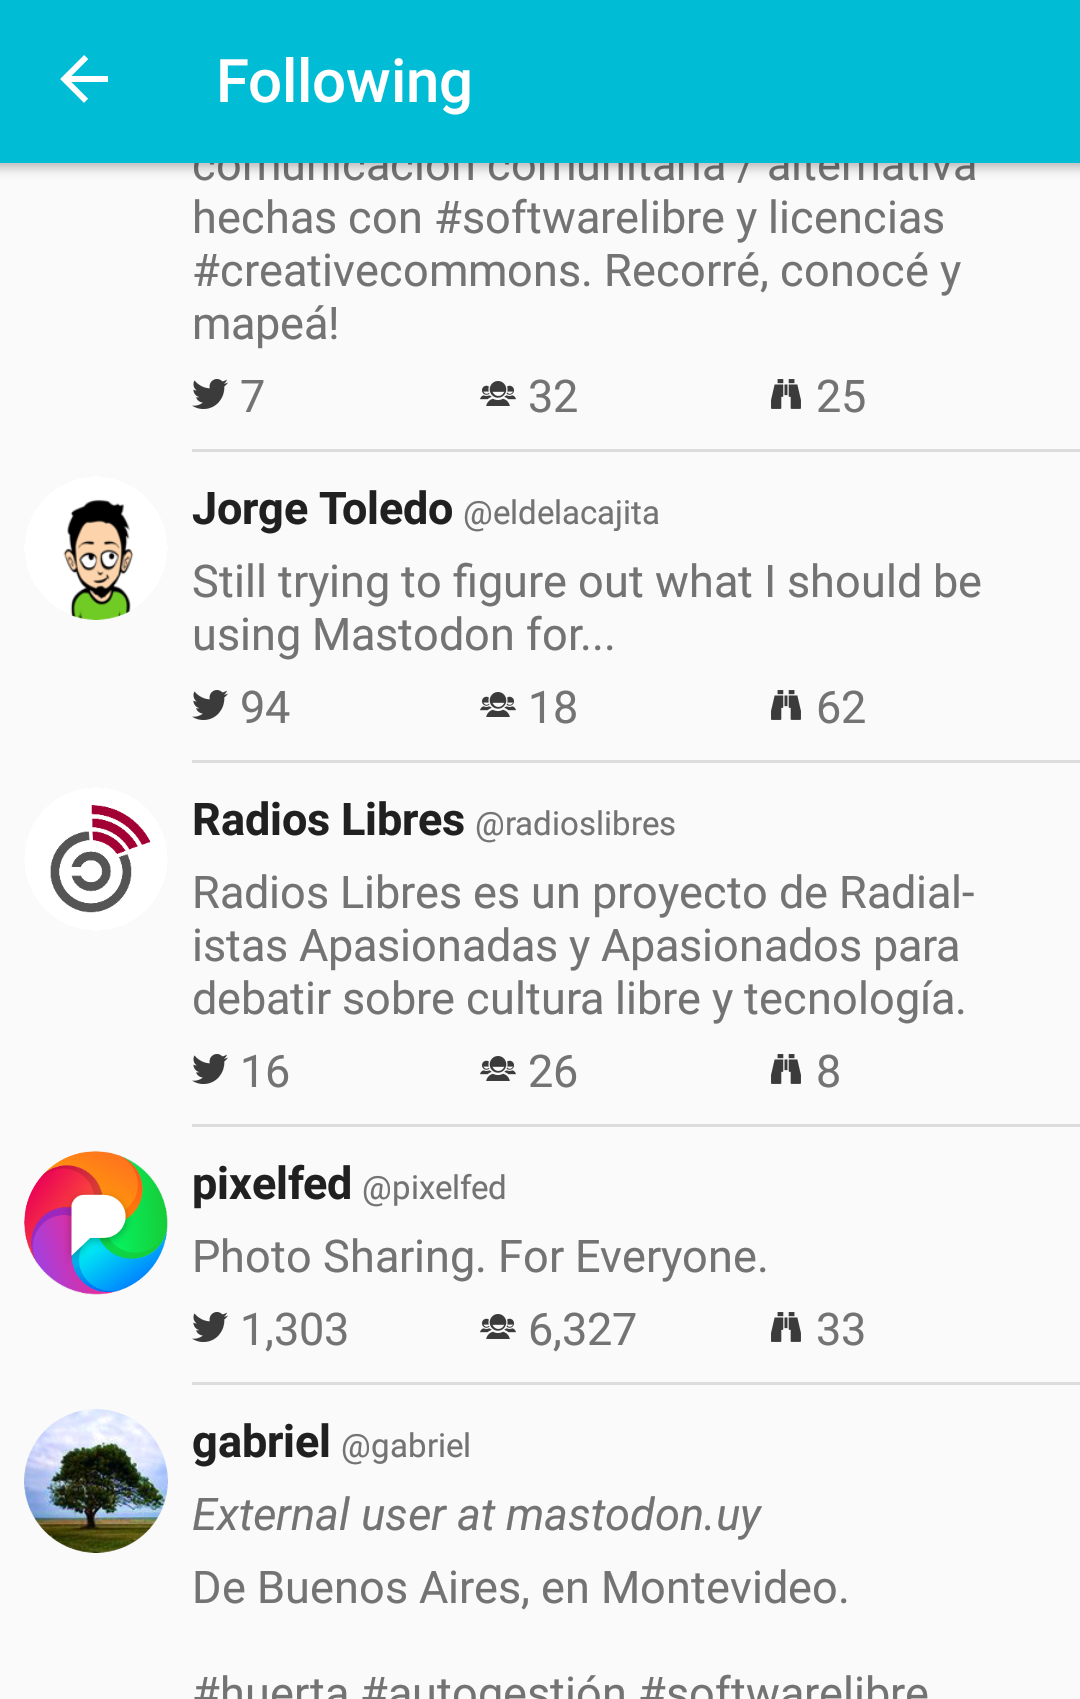 Following
comunicación comunitaria / alternativa
hechas con #softwarelibre y licencias
#creativecommons. Recorré, conocé y
mapeá!
7 32 25
Jorge Toledo @eldelacajita
Still trying to figure out what I should be
using Mastodon for...
94 18 62
Radios Libres @radioslibres
Radios Libres es un proyecto de Radial-
istas Apasionadas y Apasionados para
debatir sobre cultura libre y tecnología.
16 26 8
pixelfed @pixelfed
Photo Sharing. For Everyone.
1,303 6,327 33
gabriel @gabriel
External user at mastodon.uy
De Buenos Aires, en Montevideo.
#huerta #autogestión #softwarelibre